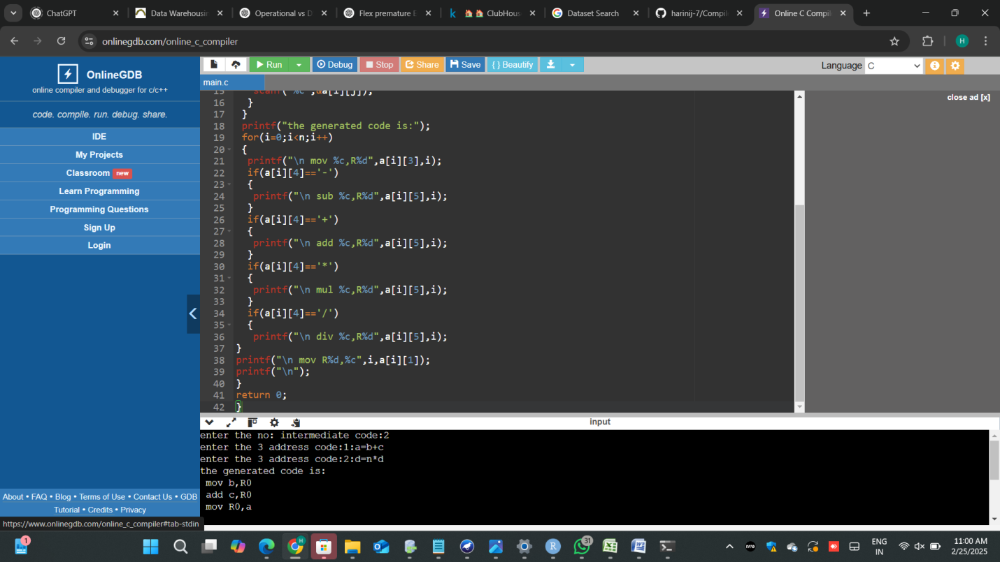 ChatGPT
Data Warehousin
Operational vs D
Flex premature E
k ClubHous
Dataset Search
harinij-7/Compil
Online C Compil
onlinegdb.com/online_c_compiler
H
OnlineGDB
online compiler and debugger for c/c++
code. compile. run. debug. share.
IDE
My Projects
Classroom new
Learn Programming
Programming Questions
Sign Up
Login
About • FAQ • Blog • Terms of Use • Contact Us • GDB
Tutorial • Credits • Privacy
https://www.onlinegdb.com/online_c_compiler#tab-stdin
Run Debug Stop Share Save { } Beautify
Language C
main.c
close ad [x]
15 scanf(" %c",&a[i][j]);
16 }
17 }
18 printf("the generated code is:");
19 for(i=0;i<n;i++)
20 {
21 printf("\n mov %c,R%d",a[i][3],i);
22 if(a[i][4]=='-')
23 {
24 printf("\n sub %c,R%d",a[i][5],i);
25 }
26 if(a[i][4]=='+')
27 {
28 printf("\n add %c,R%d",a[i][5],i);
29 }
30 if(a[i][4]=='*')
31 {
32 printf("\n mul %c,R%d",a[i][5],i);
33 }
34 if(a[i][4]=='/')
35 {
36 printf("\n div %c,R%d",a[i][5],i);
37 }
38 printf("\n mov R%d,%c",i,a[i][1]);
39 printf("\n");
40 }
41 return 0;
42 }
input
enter the no: intermediate code:2
enter the 3 address code:1:a=b+c
enter the 3 address code:2:d=n*d
the generated code is:
mov b,R0
add c,R0
mov R0,a
1
H
R
31
ENG
IN
11:00 AM
2/25/2025